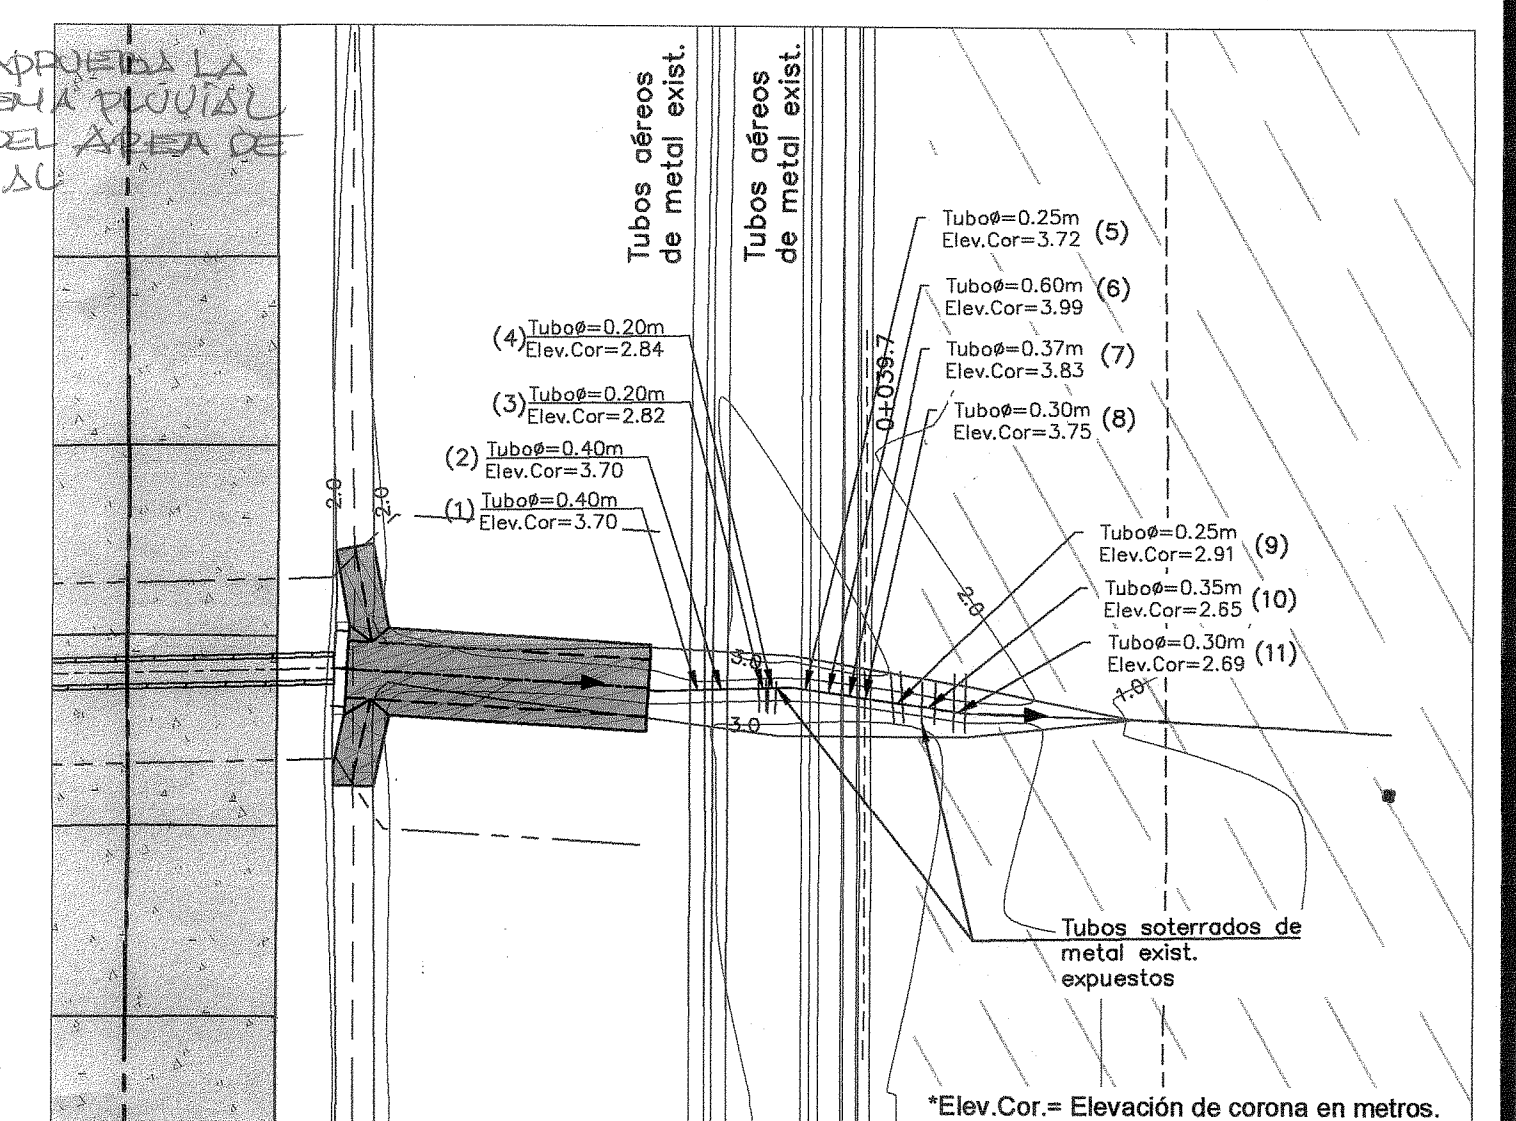 LA
PLUVIAL
DEL AREA DE
Tubos aéreos
de metal exist.
Tubos aéreos
de metal exist.
Tuboø=0.25m
Elev.Cor=3.72
(5)
Tuboø=0.60m
Elev.Cor=3.99
(6)
Tuboø=0.37m
Elev.Cor=3.83
(7)
Tuboø=0.30m
Elev.Cor=3.75
(8)
0+039.7
(4)
Tuboø=0.20m
Elev.Cor=2.84
(3)
Tuboø=0.20m
Elev.Cor=2.82
(2)
Tuboø=0.40m
Elev.Cor=3.70
(1)
Tuboø=0.40m
Elev.Cor=3.70
2.0
2.0
Tuboø=0.25m
Elev.Cor=2.91
(9)
Tuboø=0.35m
Elev.Cor=2.65
(10)
Tuboø=0.30m
Elev.Cor=2.69
(11)
2.0
3.0
3.0
1.0
Tubos soterrados de
metal exist.
expuestos
*Elev.Cor.= Elevación de corona en metros.